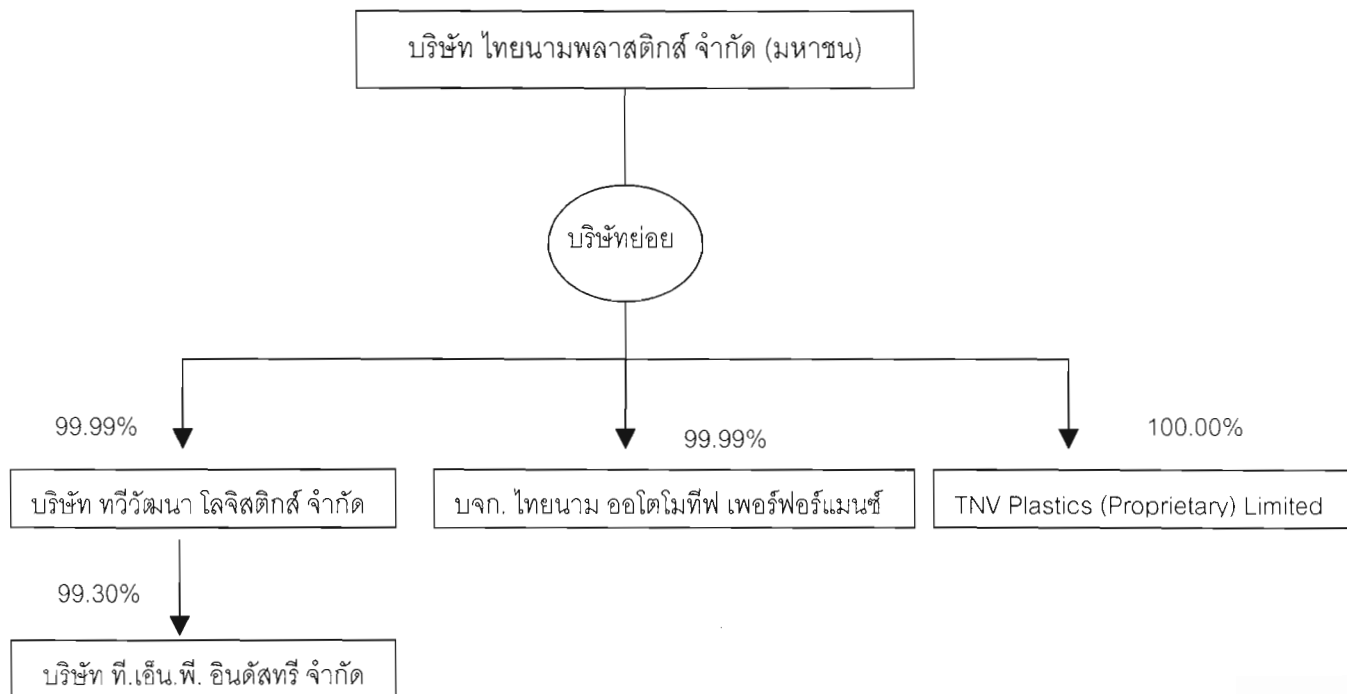 บริษัท ไทยนามพลาสติกส์ จำกัด (มหาชน)
บริษัทย่อย
99.99%
99.99%
100.00%
บริษัท ทวีวัฒนา โลจิสติกส์ จำกัด
บจก. ไทยนาม ออโตโมทีฟ เพอร์ฟอร์แมนซ์
TNV Plastics (Proprietary) Limited
99.30%
บริษัท ที.เอ็น.พี. อินดัสทรี จำกัด